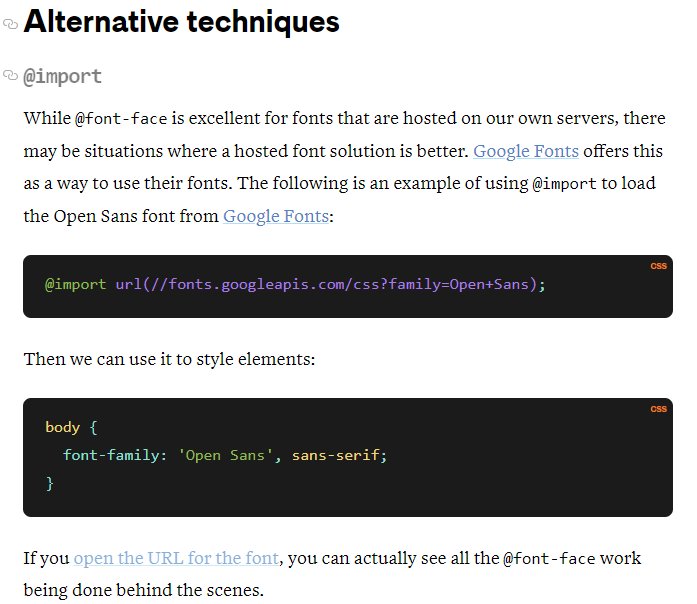 Alternative techniques
@import
While @font-face is excellent for fonts that are hosted on our own servers, there
may be situations where a hosted font solution is better. Google Fonts offers this
as a way to use their fonts. The following is an example of using @import to load
the Open Sans font from Google Fonts:
CSS
@import url(//fonts.googleapis.com/css?family=Open+Sans);
Then we can use it to style elements:
CSS
body {
  font-family: 'Open Sans', sans-serif;
}
If you open the URL for the font, you can actually see all the @font-face work
being done behind the scenes.